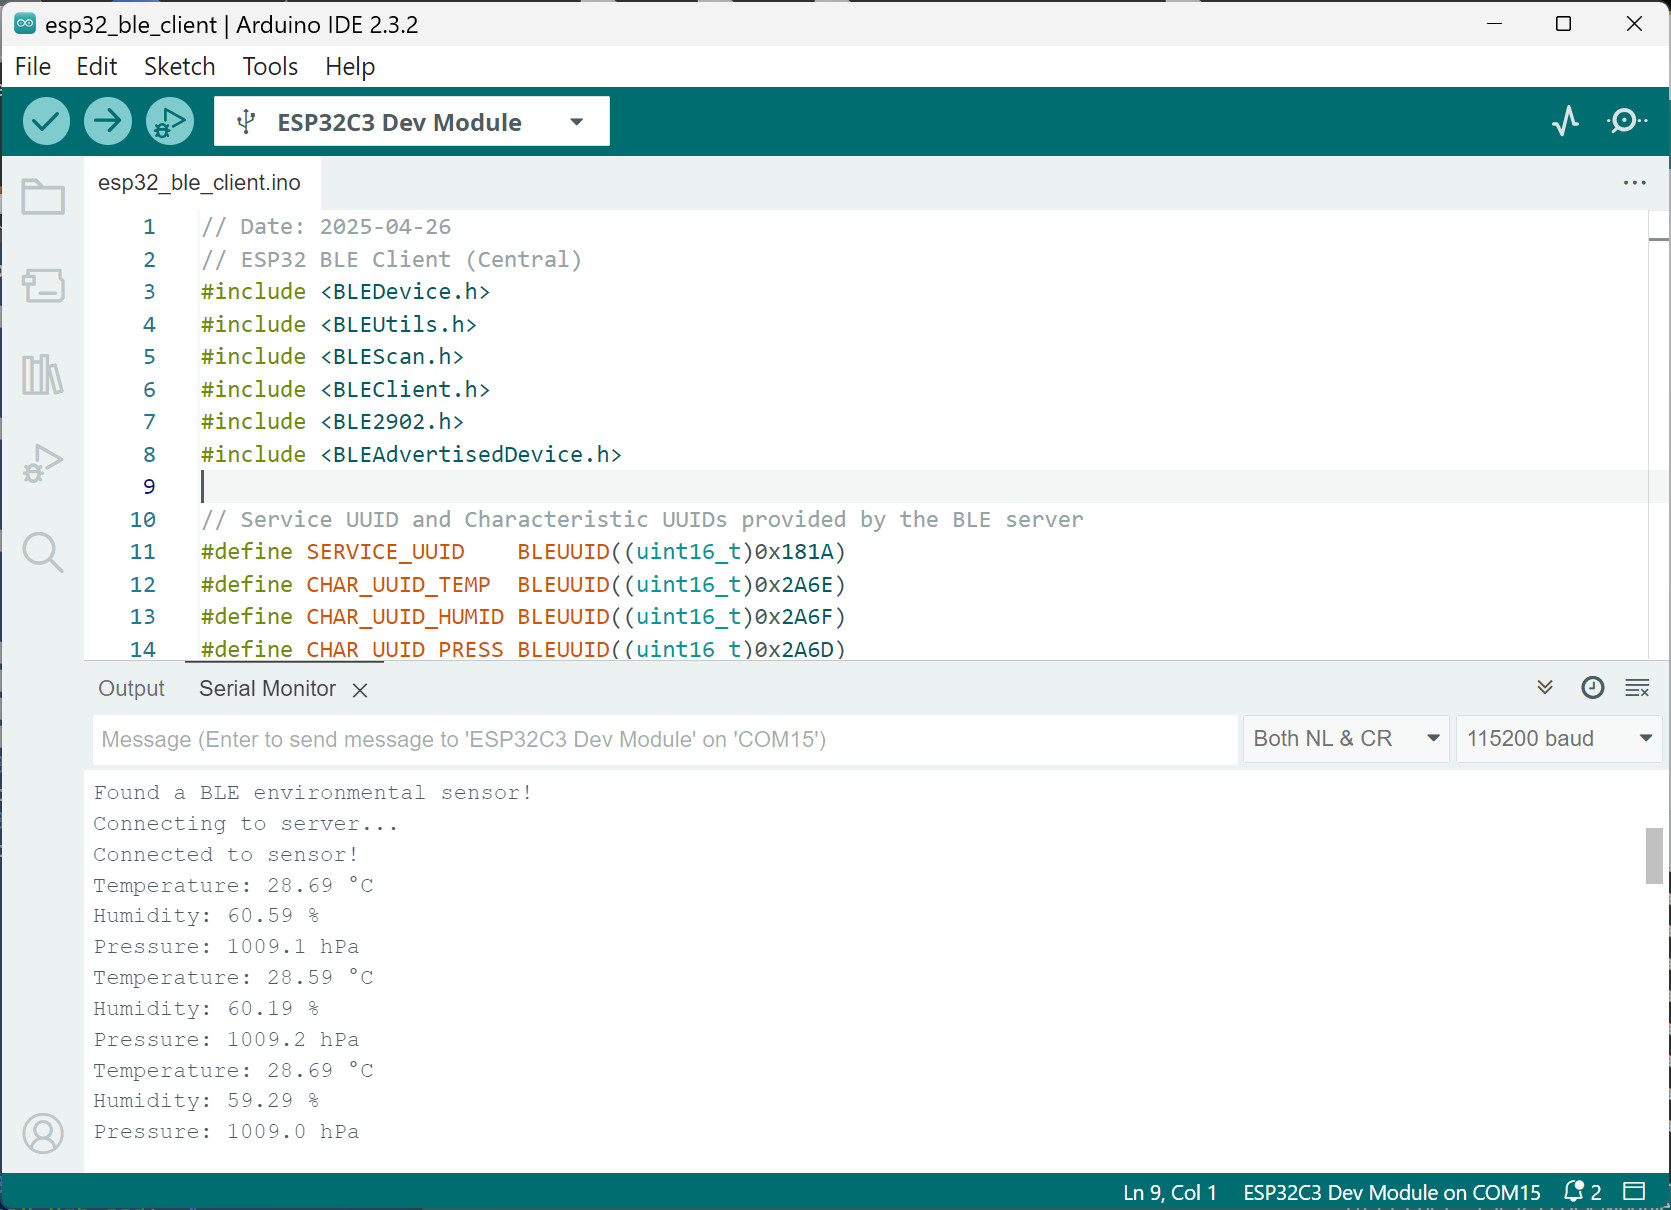 esp32_ble_client | Arduino IDE 2.3.2
File Edit Sketch Tools Help
ESP32C3 Dev Module
esp32_ble_client.ino
1 // Date: 2025-04-26
2 // ESP32 BLE Client (Central)
3 #include <BLEDevice.h>
4 #include <BLEUtils.h>
5 #include <BLEScan.h>
6 #include <BLEClient.h>
7 #include <BLE2902.h>
8 #include <BLEAdvertisedDevice.h>
9
10 // Service UUID and Characteristic UUIDs provided by the BLE server
11 #define SERVICE_UUID    BLEUUID((uint16_t)0x181A)
12 #define CHAR_UUID_TEMP  BLEUUID((uint16_t)0x2A6E)
13 #define CHAR_UUID_HUMID BLEUUID((uint16_t)0x2A6F)
14 #define CHAR_UUID_PRESS BLEUUID((uint16_t)0x2A6D)
Output Serial Monitor
Message (Enter to send message to 'ESP32C3 Dev Module' on 'COM15') Both NL & CR 115200 baud
Found a BLE environmental sensor!
Connecting to server...
Connected to sensor!
Temperature: 28.69 °C
Humidity: 60.59 %
Pressure: 1009.1 hPa
Temperature: 28.59 °C
Humidity: 60.19 %
Pressure: 1009.2 hPa
Temperature: 28.69 °C
Humidity: 59.29 %
Pressure: 1009.0 hPa
Ln 9, Col 1 ESP32C3 Dev Module on COM15 2